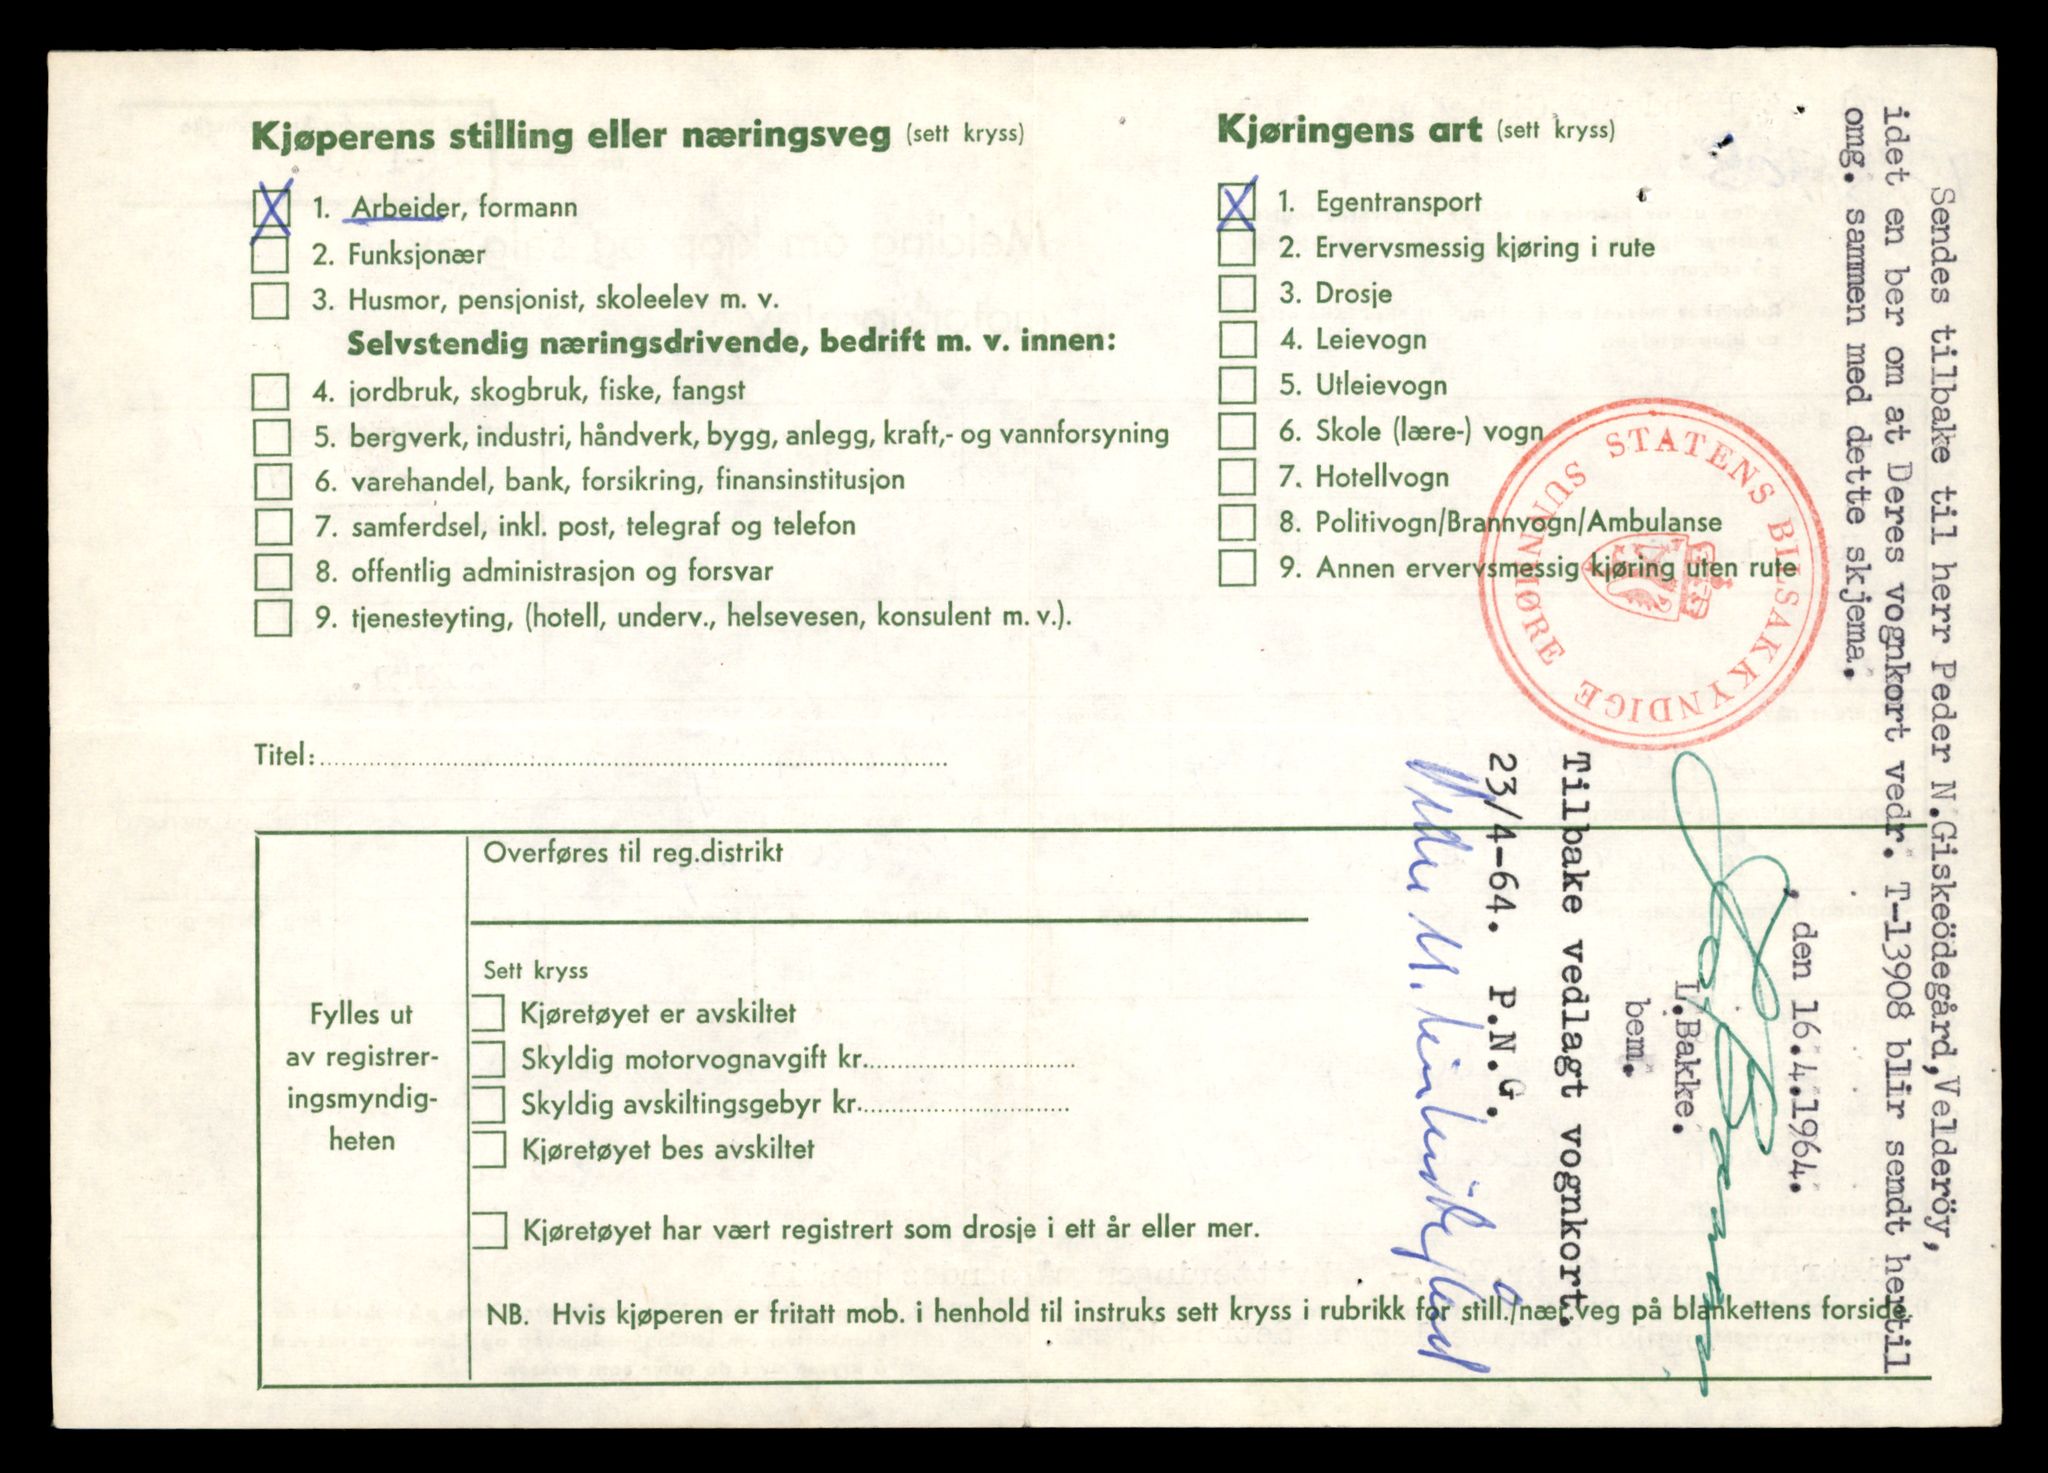 Kjøperens stilling eller næringsveg (sett kryss)
X 1. Arbeider, formann
2. Funksjonær
3. Husmor, pensjonist, skoleelev m. v.
Selvstendig næringsdrivende, bedrift m. v. innen:
4. jordbruk, skogbruk, fiske, fangst
5. bergverk, industri, håndverk, bygg, anlegg, kraft,- og vannforsyning
6. varehandel, bank, forsikring, finansinstitusjon
7. samferdsel, inkl. post, telegraf og telefon
8. offentlig administrasjon og forsvar
9. tjenesteyting, (hotell, underv., helsevesen, konsulent m. v.).
Kjøringens art (sett kryss)
X 1. Egentransport
2. Ervervsmessig kjøring i rute
3. Drosje
4. Leievogn
5. Utleievogn
6. Skole (lære-) vogn
7. Hotellvogn
8. Politivogn/Brannvogn/Ambulanse
9. Annen ervervsmessig kjøring uten rute
STATENS BILSAKKYNDIGE
Titel:
Fylles ut
av registrer-
ingsmyndig-
heten
Overføres til reg.distrikt
Sett kryss
Kjøretøyet er avskiltet
Skyldig motorvognavgift kr.
Skyldig avskiltingsgebyr kr.
Kjøretøyet bes avskiltet
Kjøretøyet har vært registrert som drosje i ett år eller mer.
NB. Hvis kjøperen er fritatt mob. i henhold til instruks sett kryss i rubrikk for still./nær.veg på blankettens forside.
Sendes tilbake til herr Peder N.Giskeödegård,Velderöy,
idet en ber om at Deres vognkort vedr. T-13908 blir sendt hertil
omg. sammen med dette skjema.
, den 16.4.1964.
L.Bakke.
bem.
Tilbake vedlagt vognkort.
23/4-64. P.N.G.